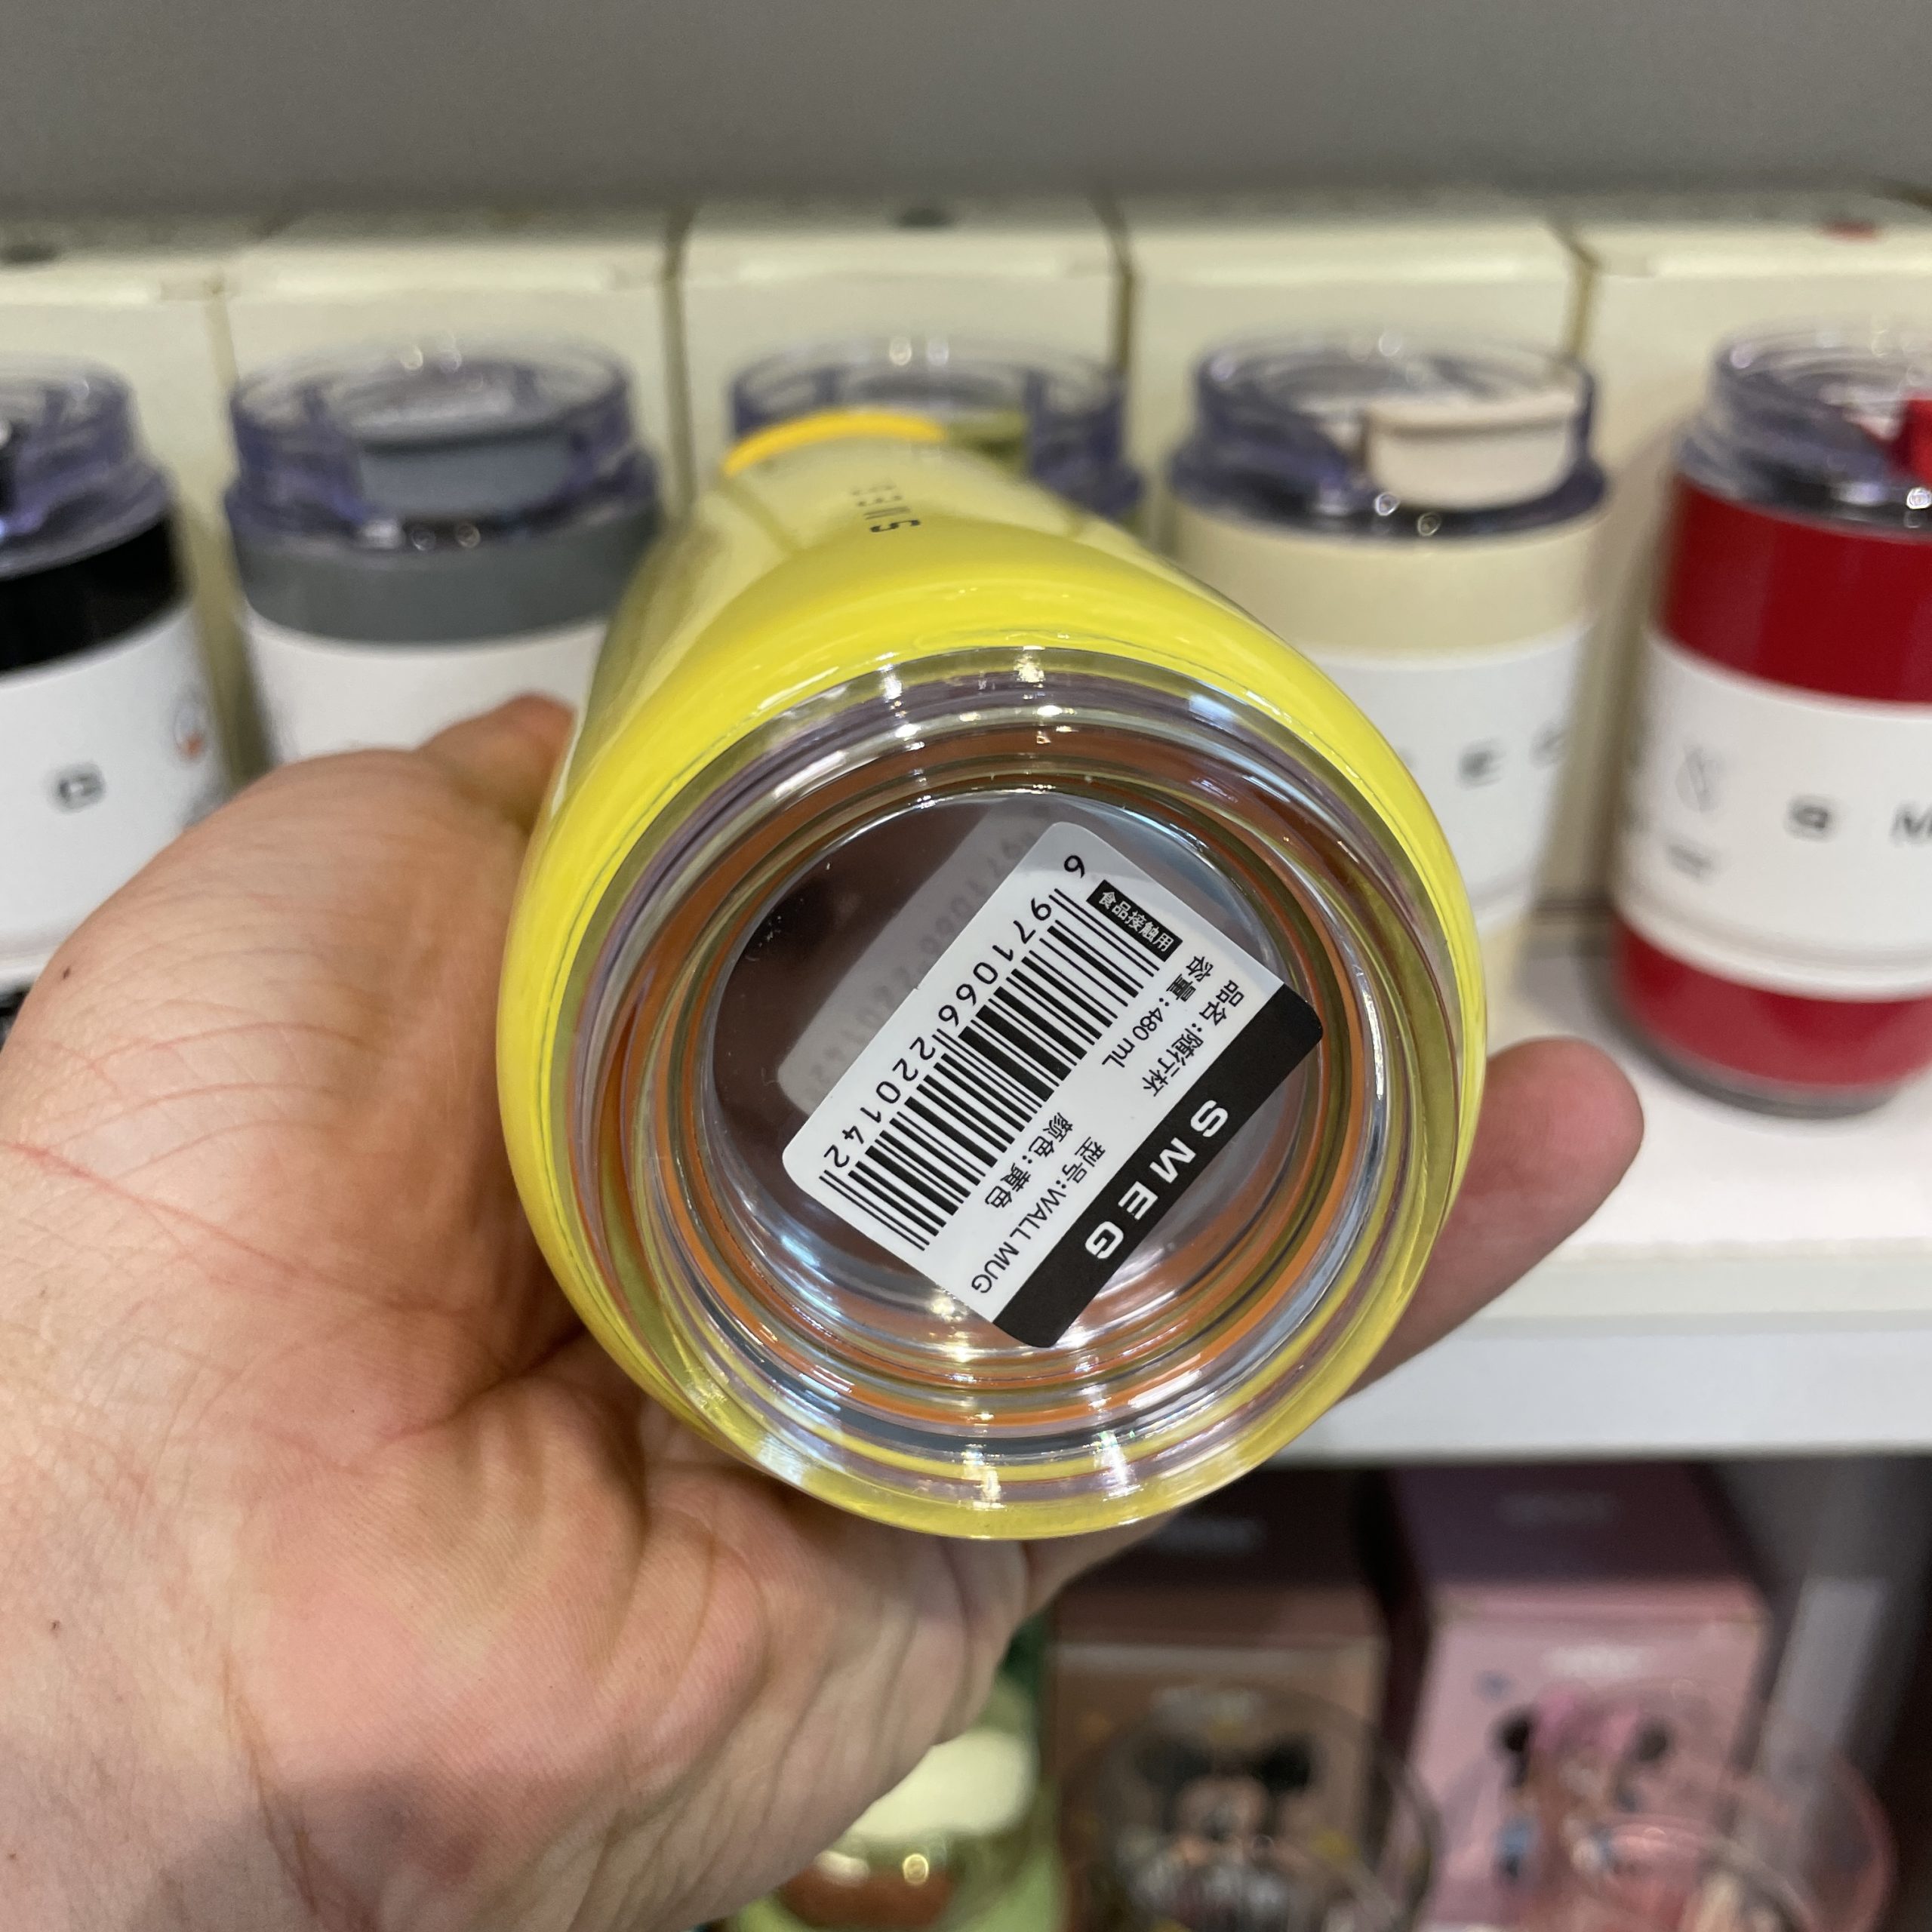 SMEG
品名:随行杯
型号:WALL MUG
容量:480 mL
颜色:黄色
食品接触用
6 971066 220142
SMEG
G
E G
S M